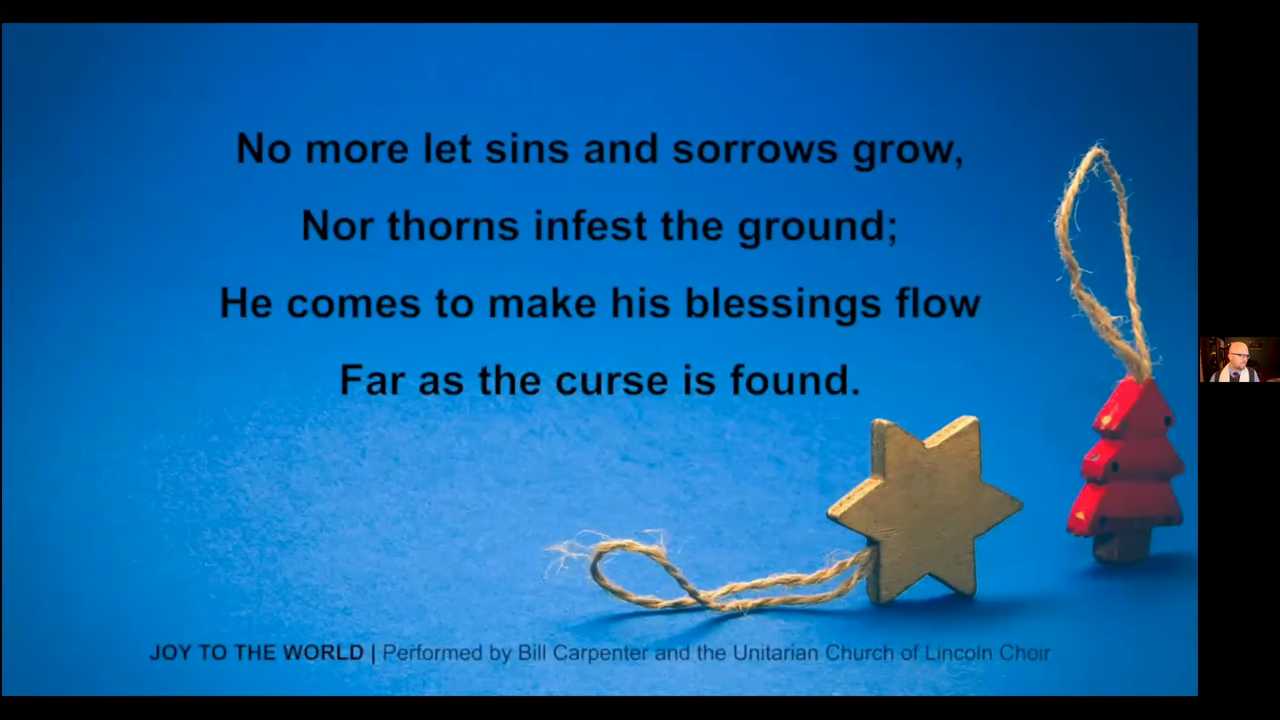 No more let sins and sorrows grow,
Nor thorns infest the ground;
He comes to make his blessings flow
Far as the curse is found.
JOY TO THE WORLD | Performed by Bill Carpenter and the Unitarian Church of Lincoln Choir